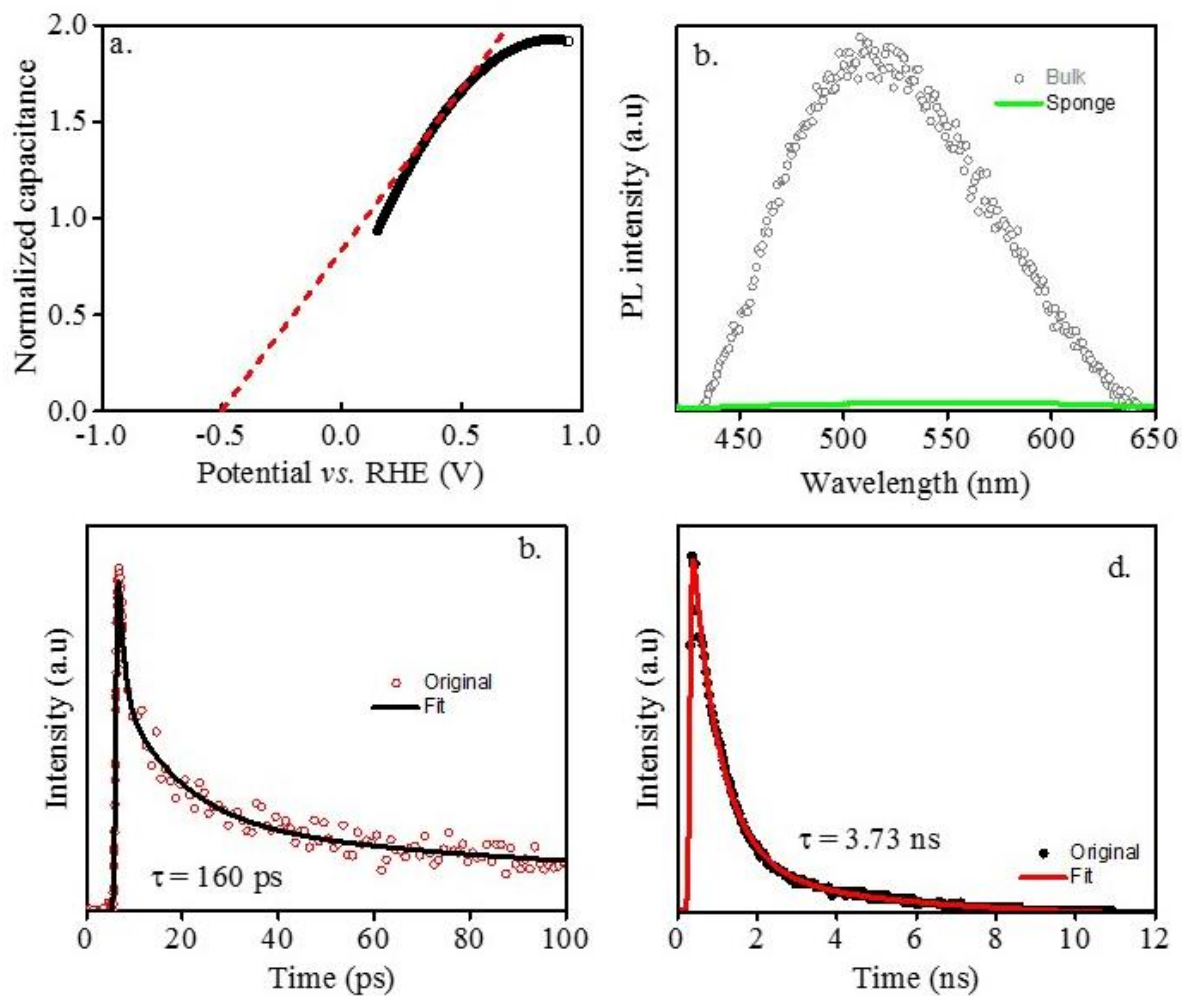 a.
2.0
1.5
1.0
0.5
0.0
-1.0 -0.5 0.0 0.5 1.0
Normalized capacitance
Potential vs. RHE (V)
b.
Bulk
Sponge
PL intensity (a.u)
450 500 550 600 650
Wavelength (nm)
b.
Original
Fit
τ = 160 ps
Intensity (a.u)
0 20 40 60 80 100
Time (ps)
d.
τ = 3.73 ns
Original
Fit
Intensity (a.u)
0 2 4 6 8 10 12
Time (ns)